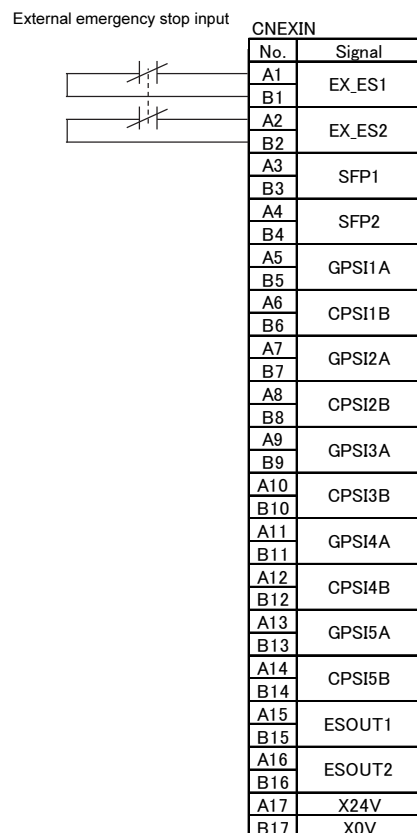 External emergency stop input
CNEXIN
No. Signal
A1 EX_ES1
B1
A2 EX_ES2
B2
A3 SFP1
B3
A4 SFP2
B4
A5 GPSI1A
B5
A6 CPSI1B
B6
A7 GPSI2A
B7
A8 CPSI2B
B8
A9 GPSI3A
B9
A10 CPSI3B
B10
A11 GPSI4A
B11
A12 CPSI4B
B12
A13 GPSI5A
B13
A14 CPSI5B
B14
A15 ESOUT1
B15
A16 ESOUT2
B16
A17 X24V
B17 X0V